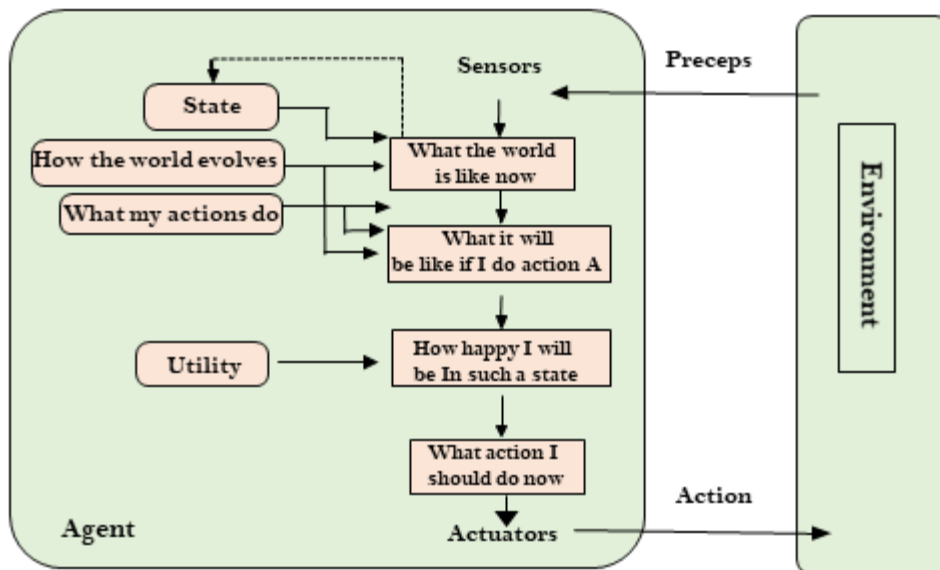 Sensors
Preceps
State
What the world
is like now
How the world evolves
What my actions do
What it will
be like if I do action A
Environment
How happy I will
be In such a state
Utility
What action I
should do now
Action
Agent
Actuators